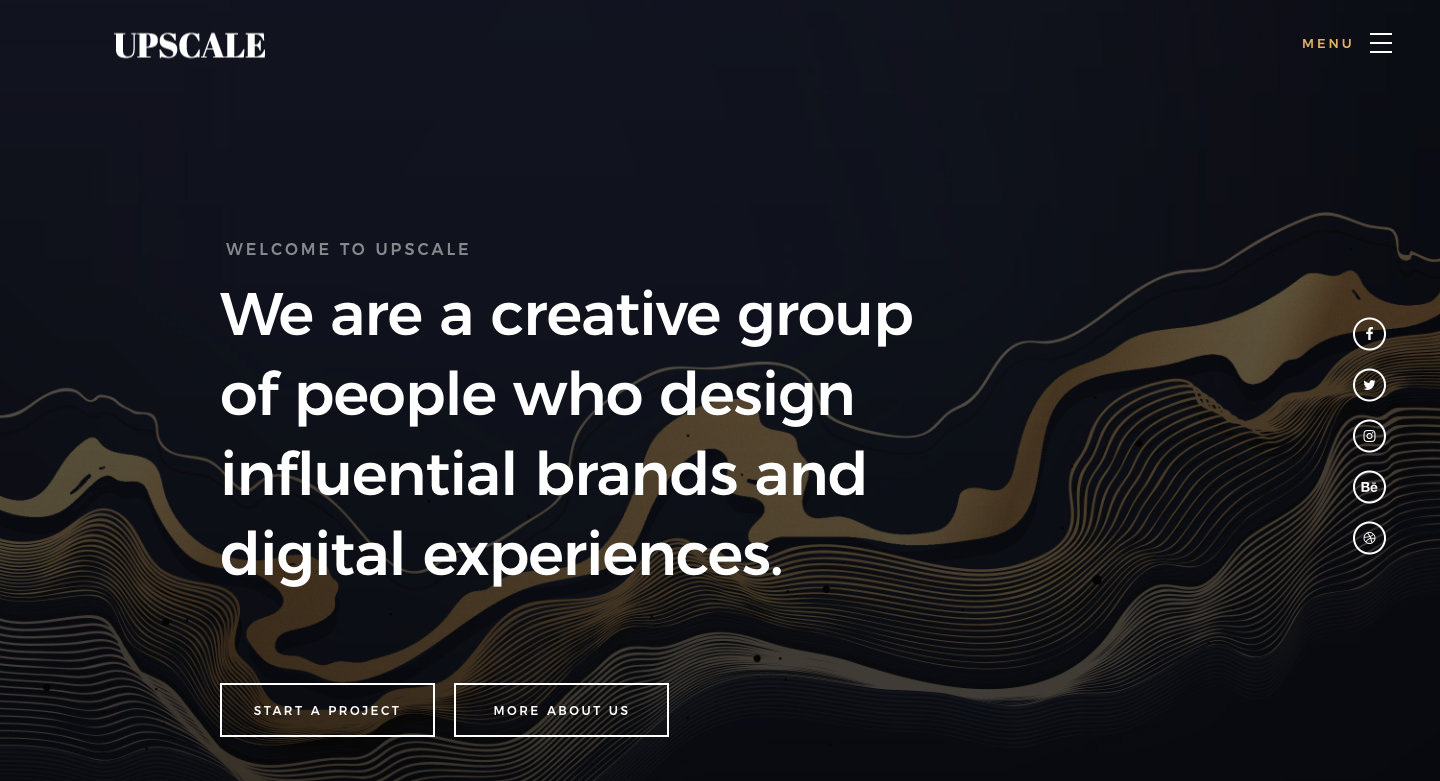 UPSCALE
MENU
WELCOME TO UPSCALE
We are a creative group
of people who design
influential brands and
digital experiences.
Bē
START A PROJECT
MORE ABOUT US